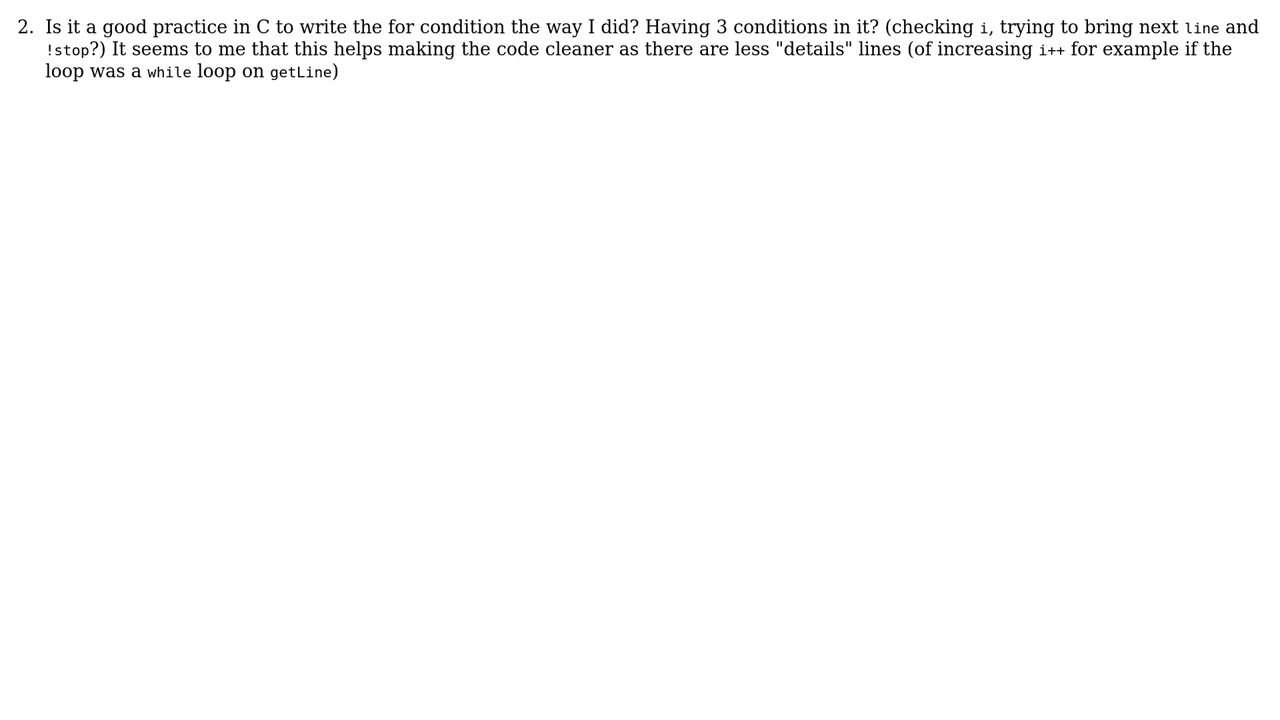 2. Is it a good practice in C to write the for condition the way I did? Having 3 conditions in it? (checking i, trying to bring next line and
!stop?) It seems to me that this helps making the code cleaner as there are less "details" lines (of increasing i++ for example if the
loop was a while loop on getLine)